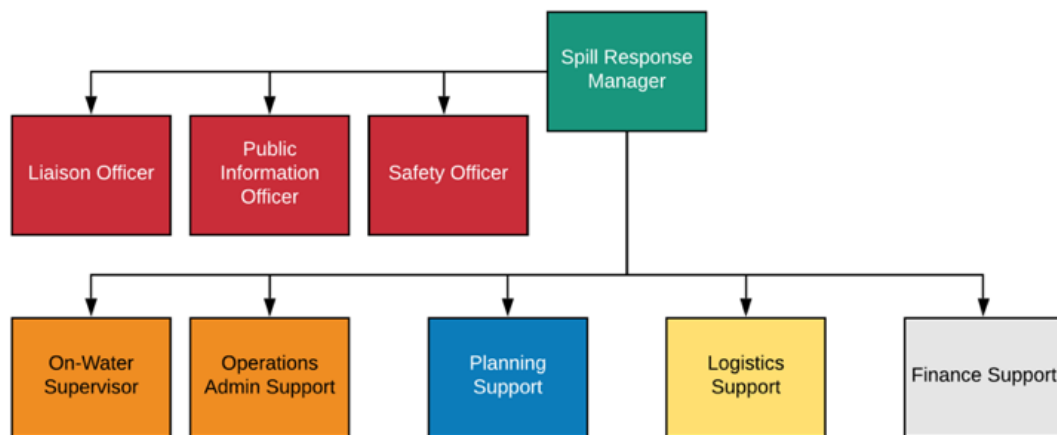 Spill Response
Manager
Liaison Officer
Public
Information
Officer
Safety Officer
On-Water
Supervisor
Operations
Admin Support
Planning
Support
Logistics
Support
Finance Support